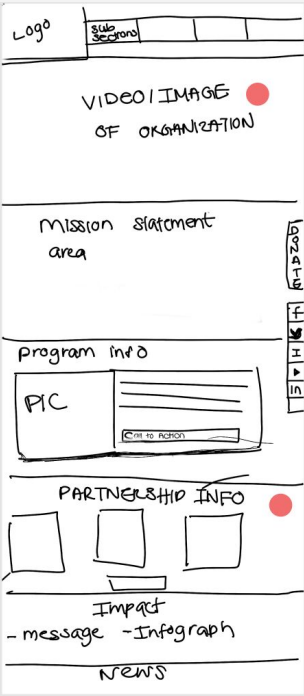 Logo
sub
sections
VIDEO/IMAGE
OF ORGANIZATION
Mission statement
area
DONATE
f
I
in
program info
PIC
Call to Action
PARTNERSHIP INFO
Impact
- message -Infograph
News